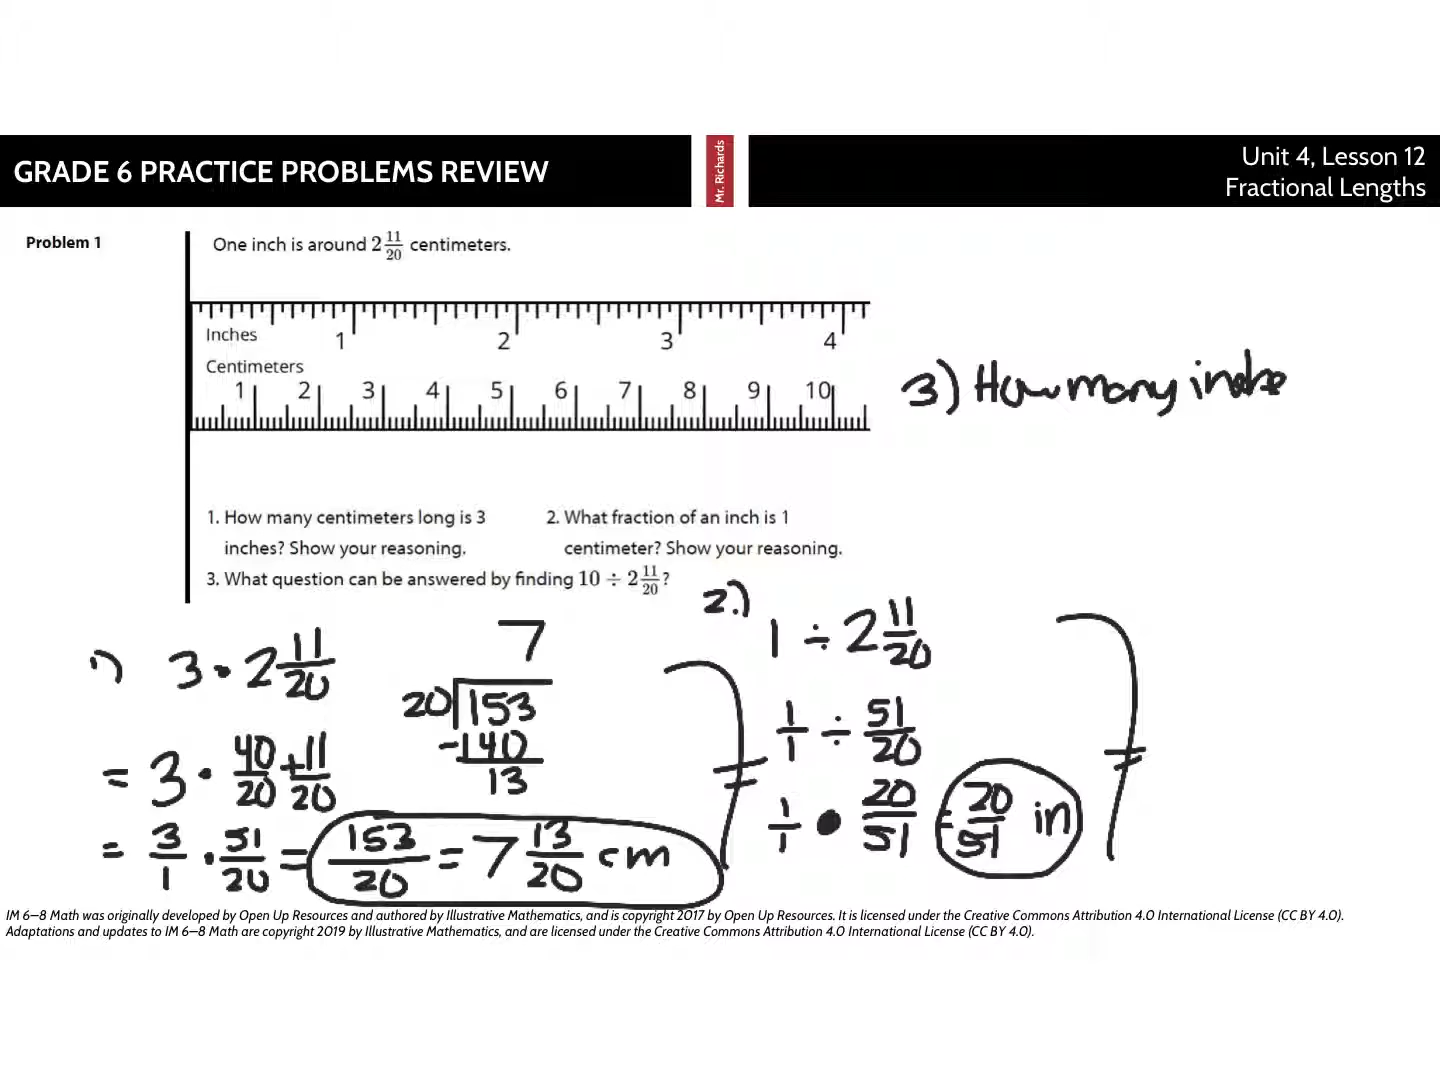 GRADE 6 PRACTICE PROBLEMS REVIEW
Mr. Richards
Unit 4, Lesson 12
Fractional Lengths
Problem 1
One inch is around 2 11/20 centimeters.
Inches
1 2 3 4
Centimeters
1 2 3 4 5 6 7 8 9 10
3) How many inche
1. How many centimeters long is 3
inches? Show your reasoning.
2. What fraction of an inch is 1
centimeter? Show your reasoning.
3. What question can be answered by finding 10 ÷ 2 11/20?
1) 3 · 2 11/20
= 3 · 40/20 + 11/20
= 3/1 · 51/20 = 153/20 = 7 13/20 cm
7
20 153
-140
13
2.) 1 ÷ 2 11/20
1/1 ÷ 51/20
1/1 · 20/51 = 20/51 in
IM 6–8 Math was originally developed by Open Up Resources and authored by Illustrative Mathematics, and is copyright 2017 by Open Up Resources. It is licensed under the Creative Commons Attribution 4.0 International License (CC BY 4.0).
Adaptations and updates to IM 6–8 Math are copyright 2019 by Illustrative Mathematics, and are licensed under the Creative Commons Attribution 4.0 International License (CC BY 4.0).